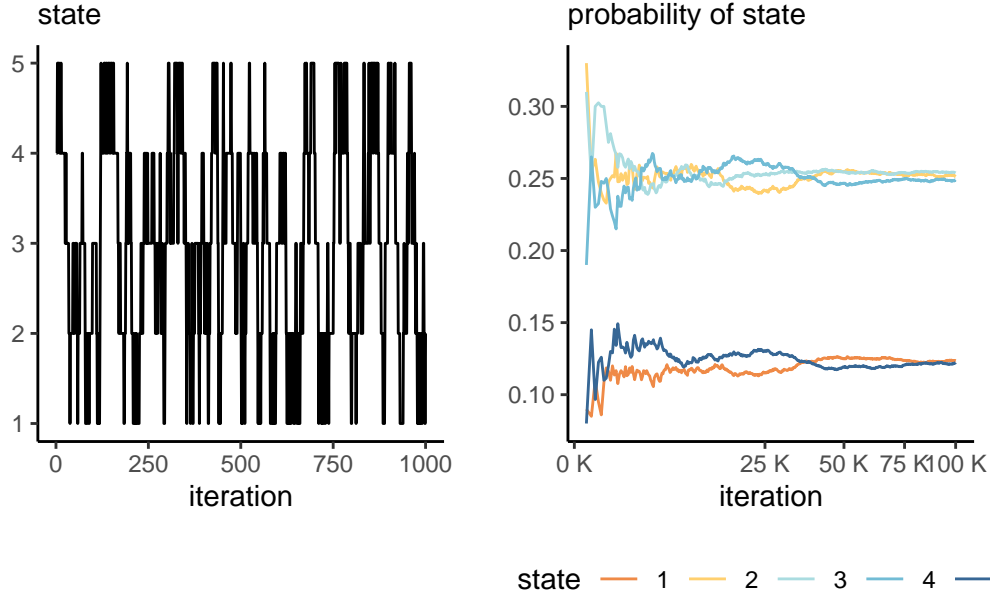 state
5
4
3
2
1
0 250 500 750 1000
iteration
probability of state
0.30
0.25
0.20
0.15
0.10
0 K 25 K 50 K 75 K 100 K
iteration
state 1 2 3 4